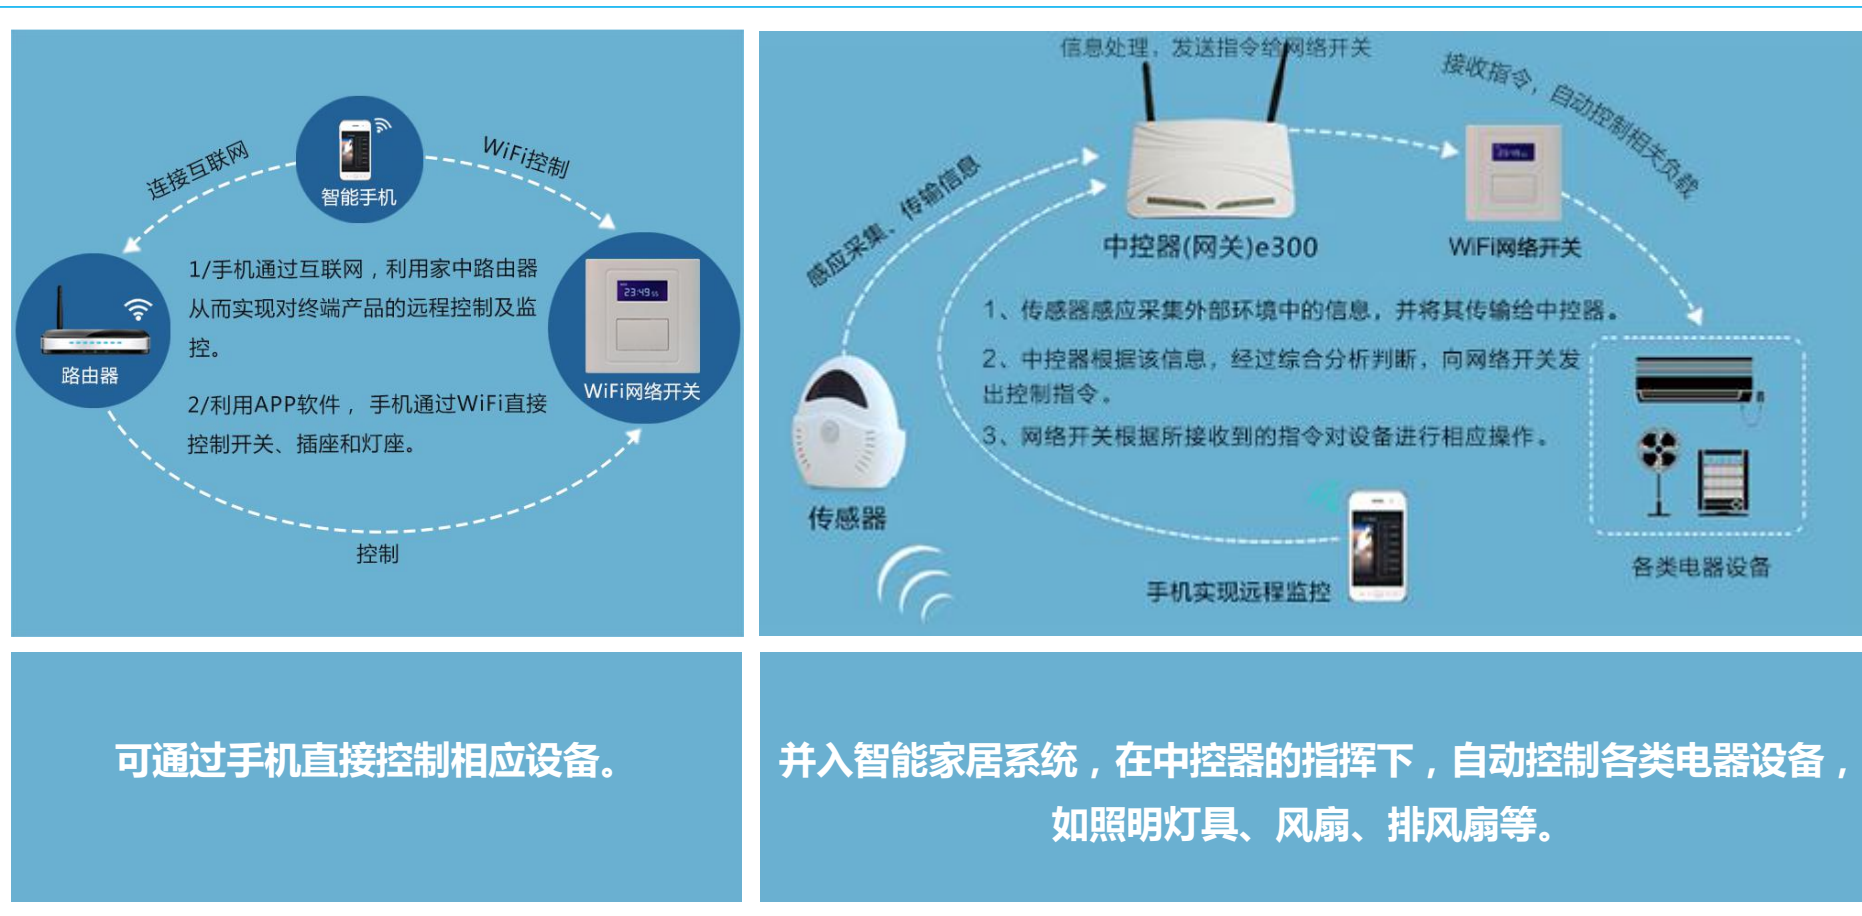 连接互联网
WiFi控制
智能手机
1/手机通过互联网，利用家中路由器
从而实现对终端产品的远程控制及监
控。
2/利用APP软件， 手机通过WiFi直接
控制开关、插座和灯座。
路由器
23:49 55
WiFi网络开关
控制
信息处理，发送指令给网络开关
接收指令，自动控制相关负载
感应采集、传输信息
中控器(网关)e300
WiFi网络开关
1、传感器感应采集外部环境中的信息，并将其传输给中控器。
2、中控器根据该信息，经过综合分析判断，向网络开关发
出控制指令。
3、网络开关根据所接收到的指令对设备进行相应操作。
传感器
手机实现远程监控
各类电器设备
可通过手机直接控制相应设备。
并入智能家居系统，在中控器的指挥下，自动控制各类电器设备，
如照明灯具、风扇、排风扇等。